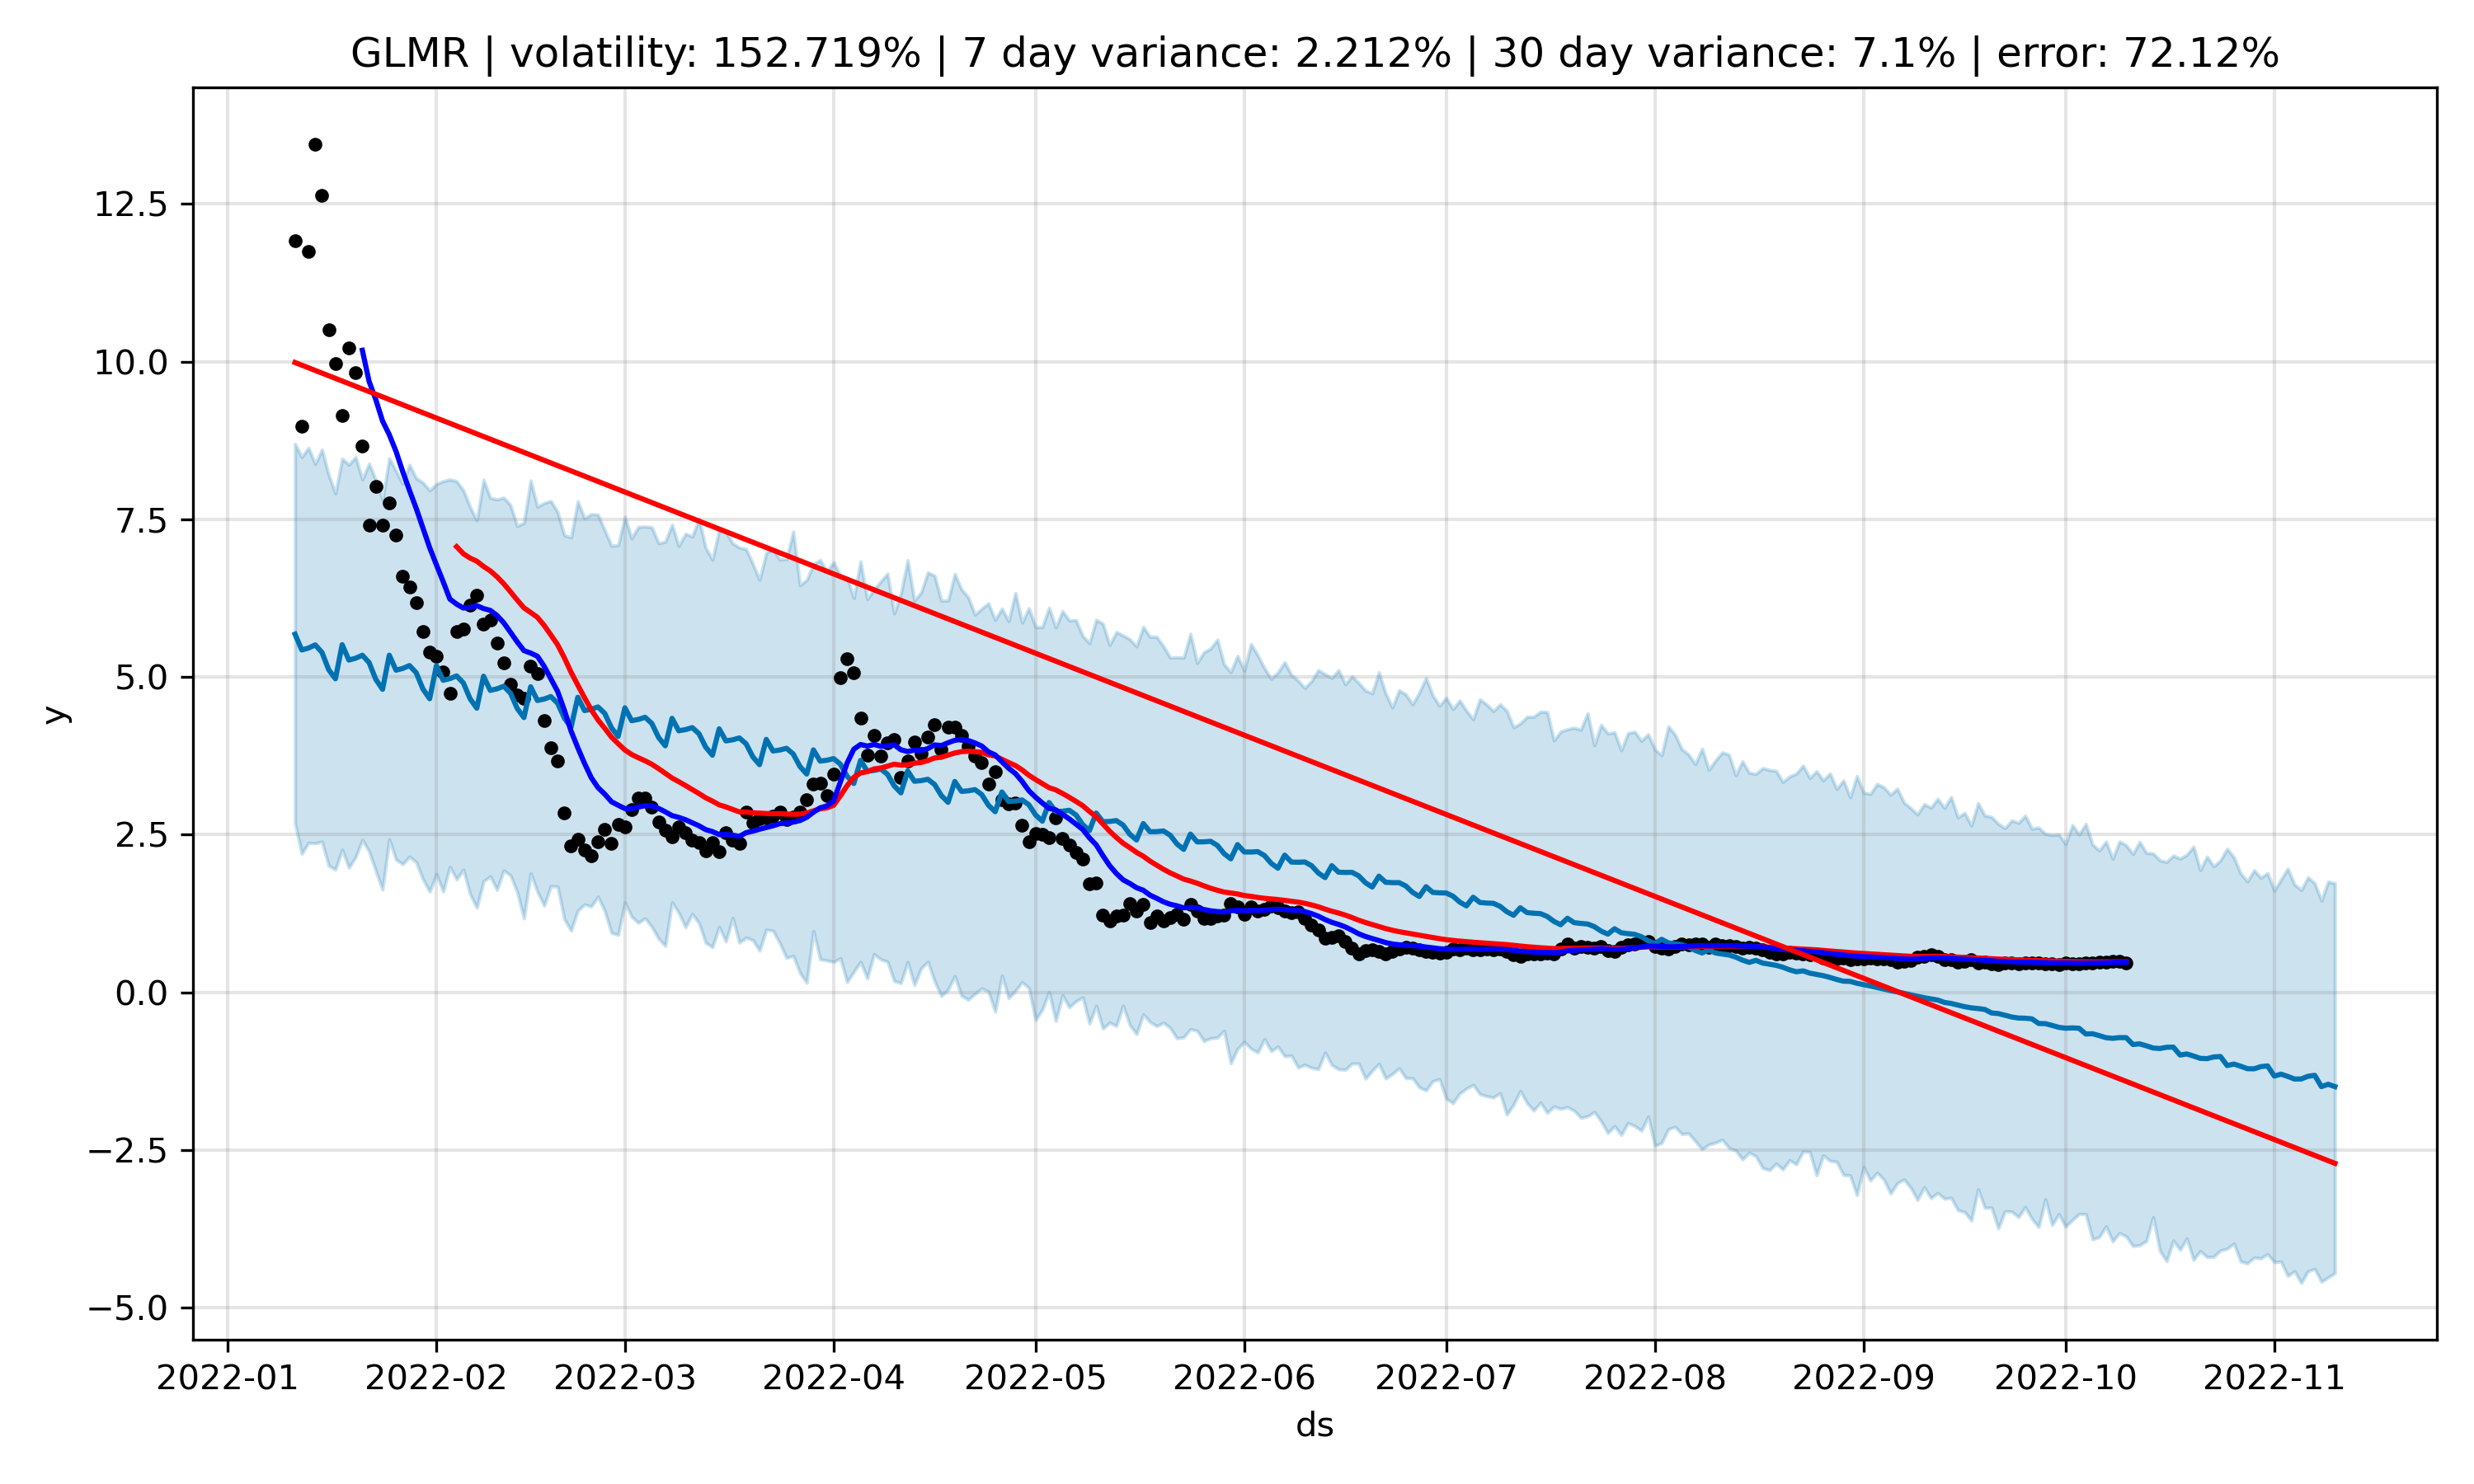 GLMR | volatility: 152.719% | 7 day variance: 2.212% | 30 day variance: 7.1% | error: 72.12%
12.5
10.0
7.5
5.0
2.5
0.0
−2.5
−5.0
y
2022-01 2022-02 2022-03 2022-04 2022-05 2022-06 2022-07 2022-08 2022-09 2022-10 2022-11
ds